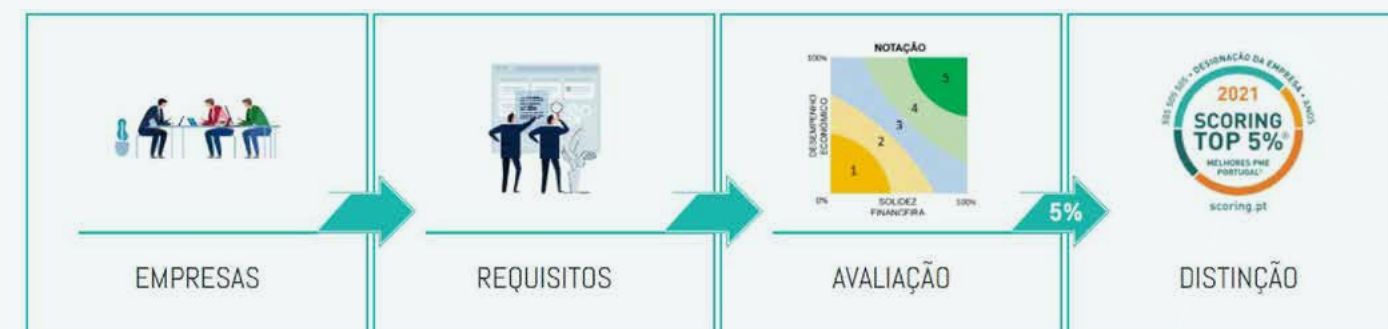 EMPRESAS
REQUISITOS
NOTAÇÃO
100%
DESEMPENHO
ECONÓMICO
5
4
3
2
1
0%
SOLIDEZ
FINANCEIRA
100%
AVALIAÇÃO
5%
DESIGNAÇÃO DA EMPRESA • ANOS
2021
SCORING
TOP 5%®
MELHORES PME
PORTUGAL
scoring.pt
DISTINÇÃO